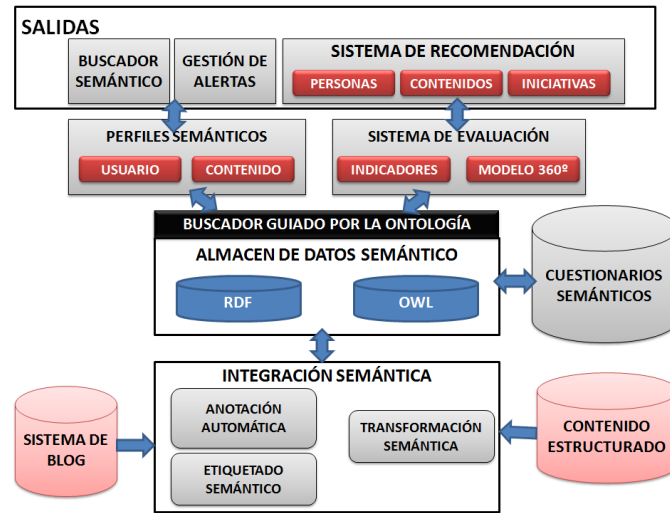 SALIDAS
BUSCADOR
SEMÁNTICO
GESTIÓN DE
ALERTAS
SISTEMA DE RECOMENDACIÓN
PERSONAS
CONTENIDOS
INICIATIVAS
PERFILES SEMÁNTICOS
USUARIO
CONTENIDO
SISTEMA DE EVALUACIÓN
INDICADORES
MODELO 360º
BUSCADOR GUIADO POR LA ONTOLOGÍA
ALMACEN DE DATOS SEMÁNTICO
RDF
OWL
CUESTIONARIOS
SEMÁNTICOS
INTEGRACIÓN SEMÁNTICA
ANOTACIÓN
AUTOMÁTICA
ETIQUETADO
SEMÁNTICO
TRANSFORMACIÓN
SEMÁNTICA
SISTEMA DE
BLOG
CONTENIDO
ESTRUCTURADO